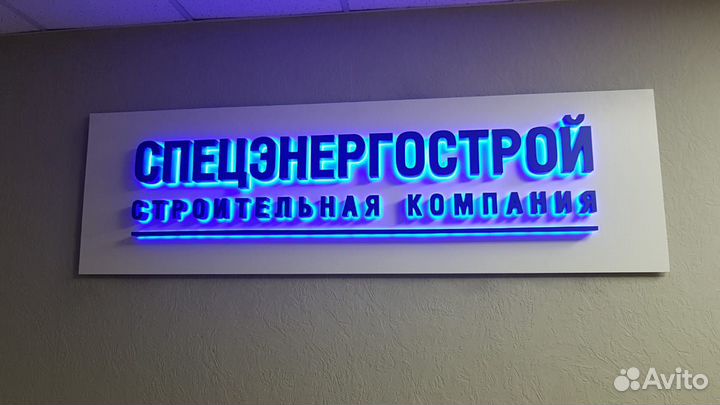 СПЕЦЭНЕРГОСТРОЙ
СТРОИТЕЛЬНАЯ КОМПАНИЯ
Avito